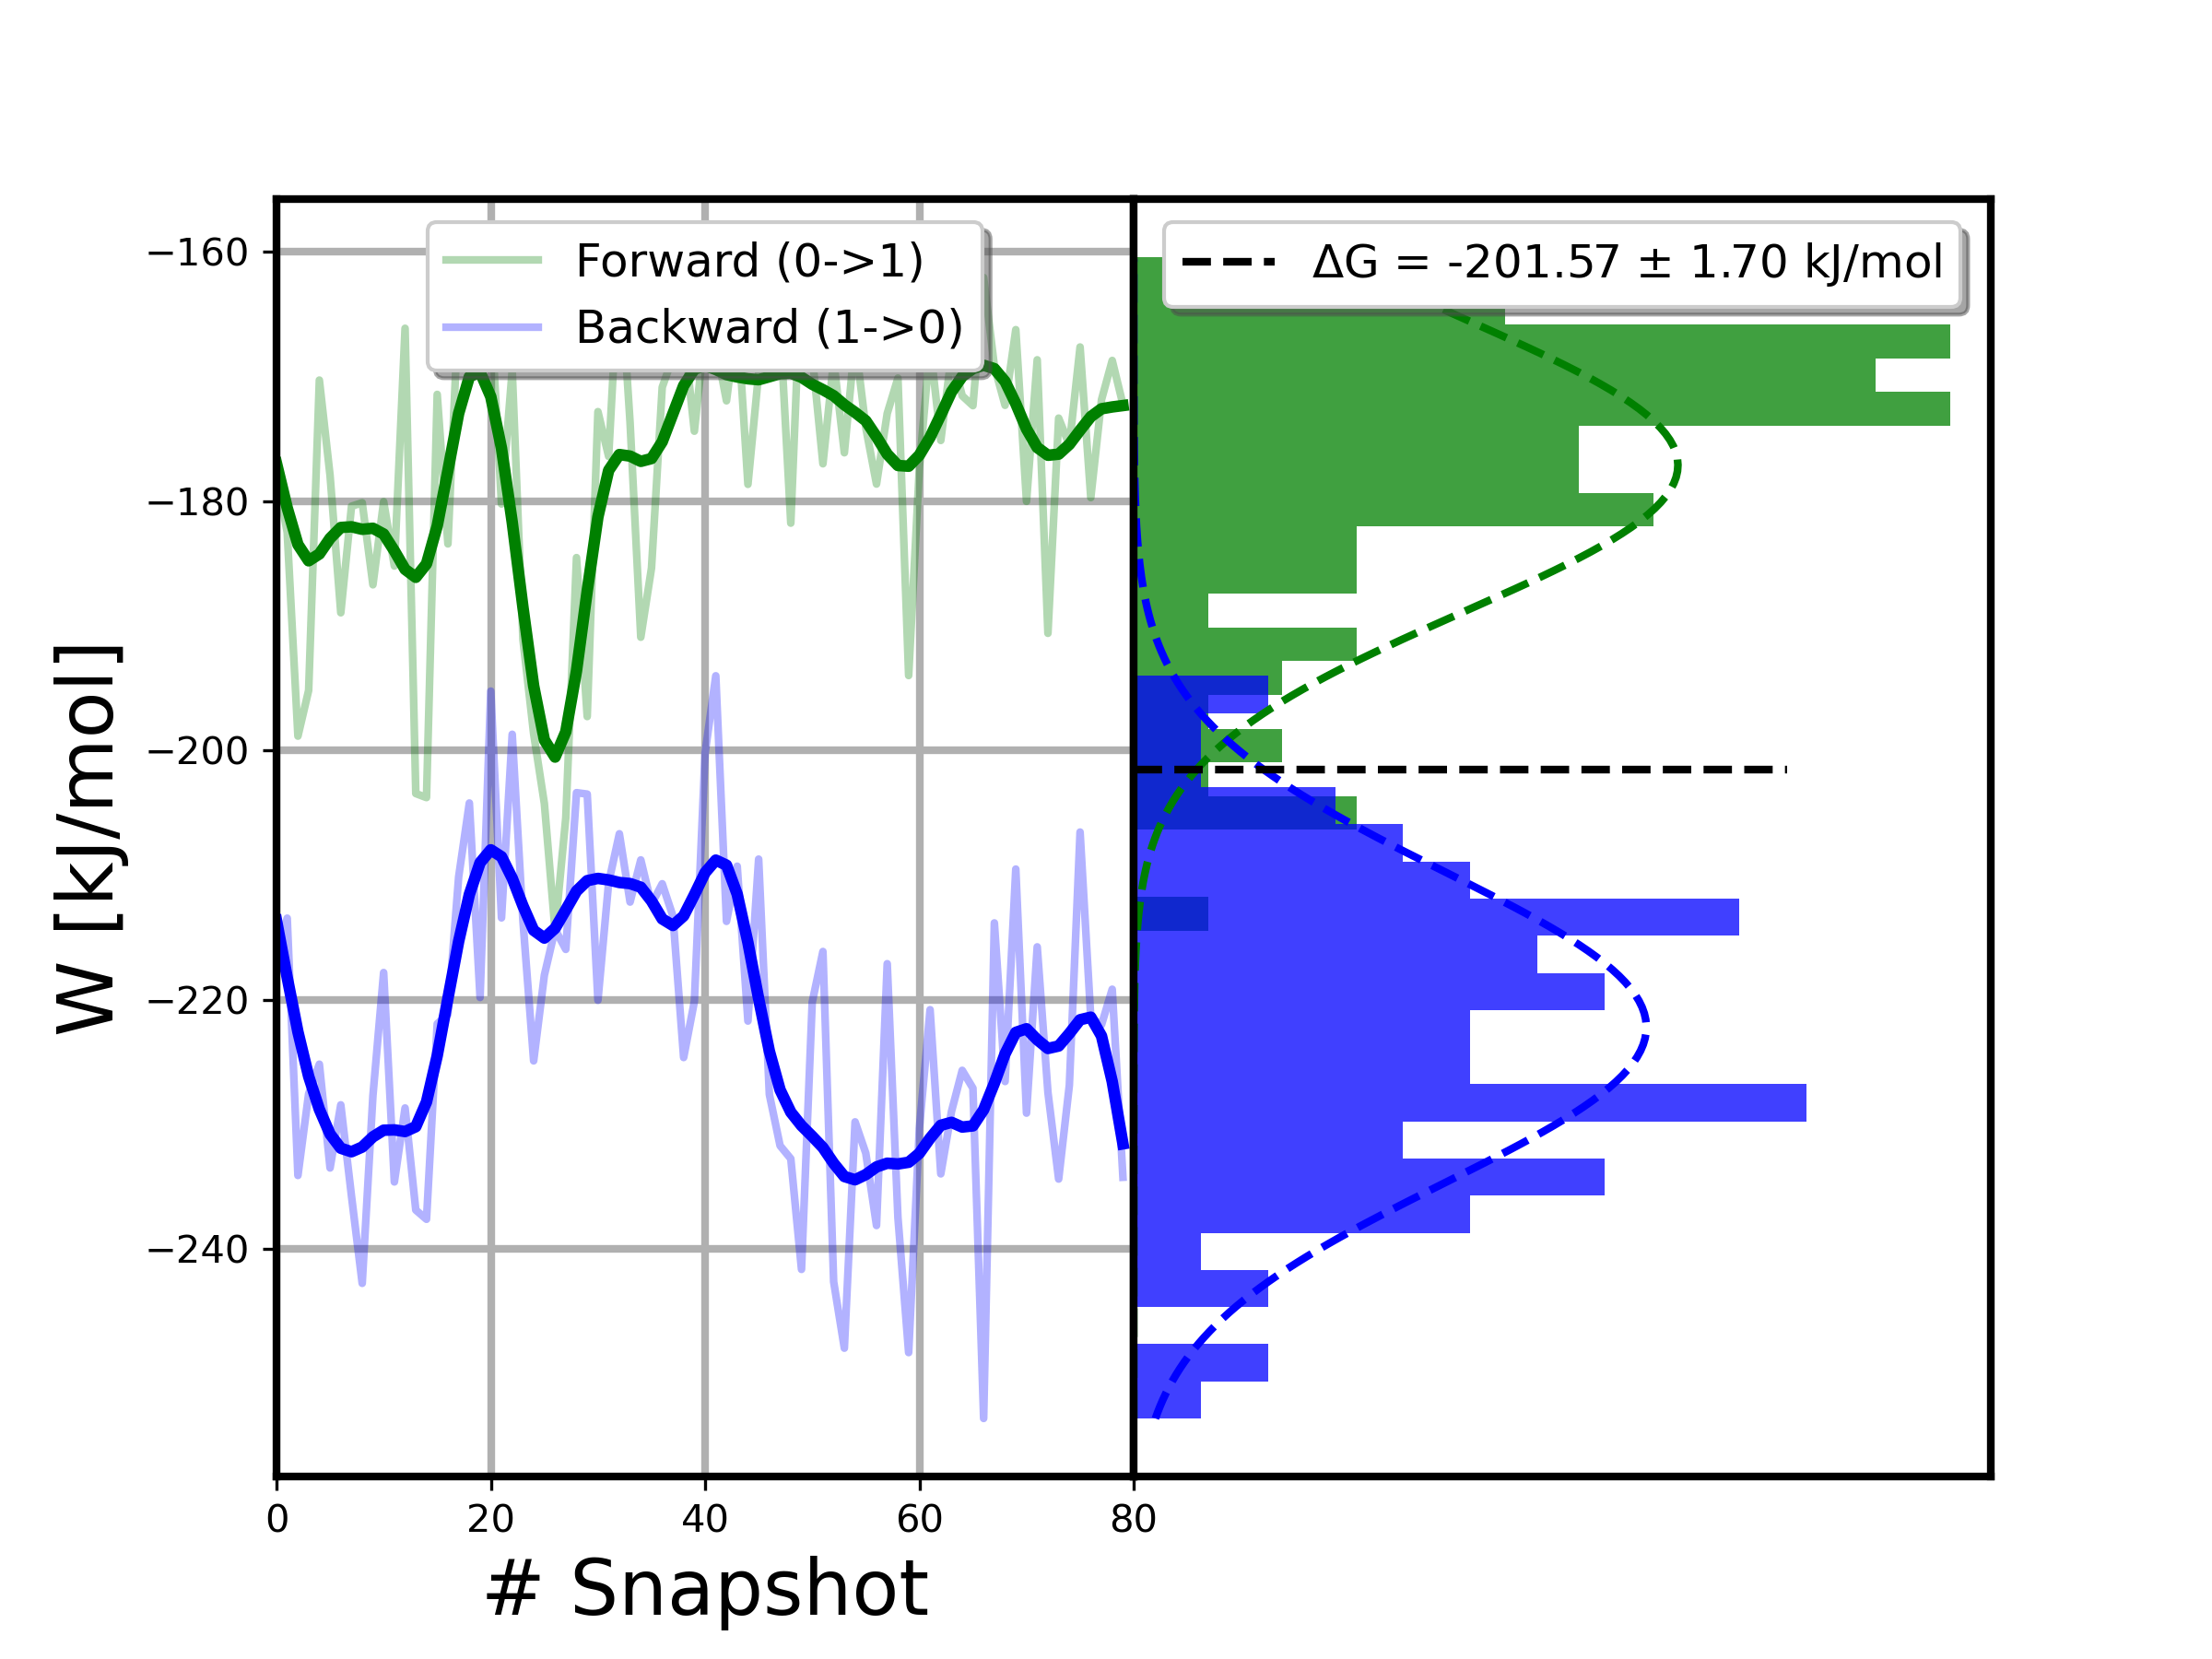 Forward (0->1)
Backward (1->0)
ΔG = -201.57 ± 1.70 kJ/mol
−160
−180
−200
−220
−240
W [kJ/mol]
0 20 40 60 80
# Snapshot